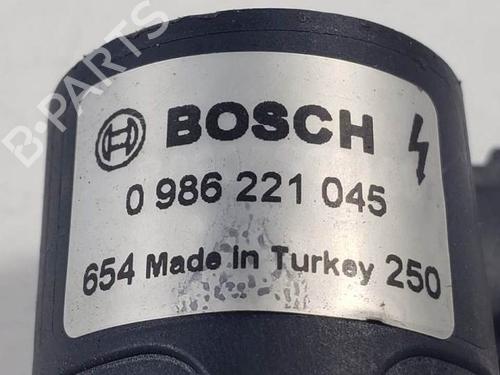 B-PARTS
BOSCH
0 986 221 045
654 Made in Turkey 250